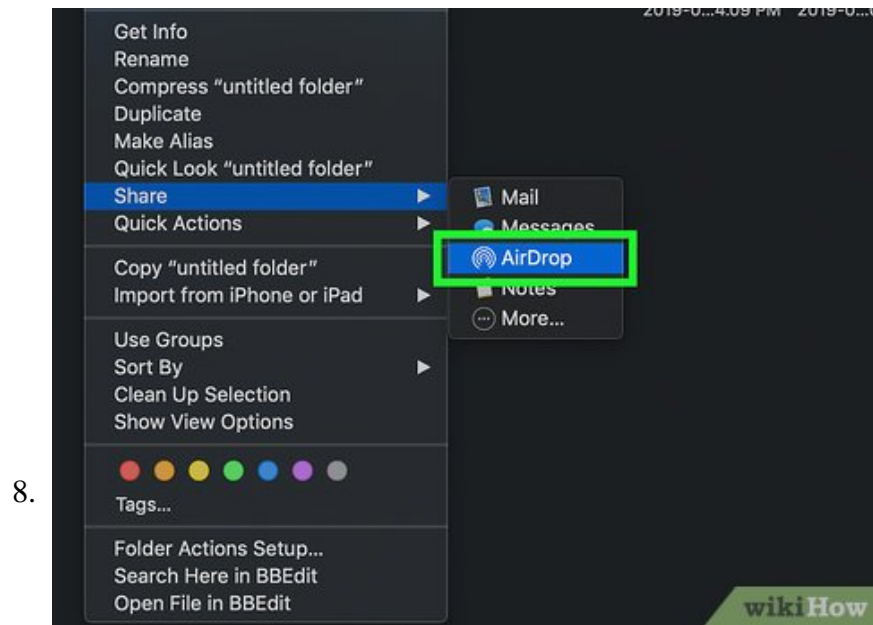 2019-0...4:09 PM 2019-0...
Get Info
Rename
Compress “untitled folder”
Duplicate
Make Alias
Quick Look “untitled folder”
Share
Quick Actions
Mail
Messages
AirDrop
Notes
More...
Copy “untitled folder”
Import from iPhone or iPad
Use Groups
Sort By
Clean Up Selection
Show View Options
8.
Tags...
Folder Actions Setup...
Search Here in BBEdit
Open File in BBEdit
wikiHow